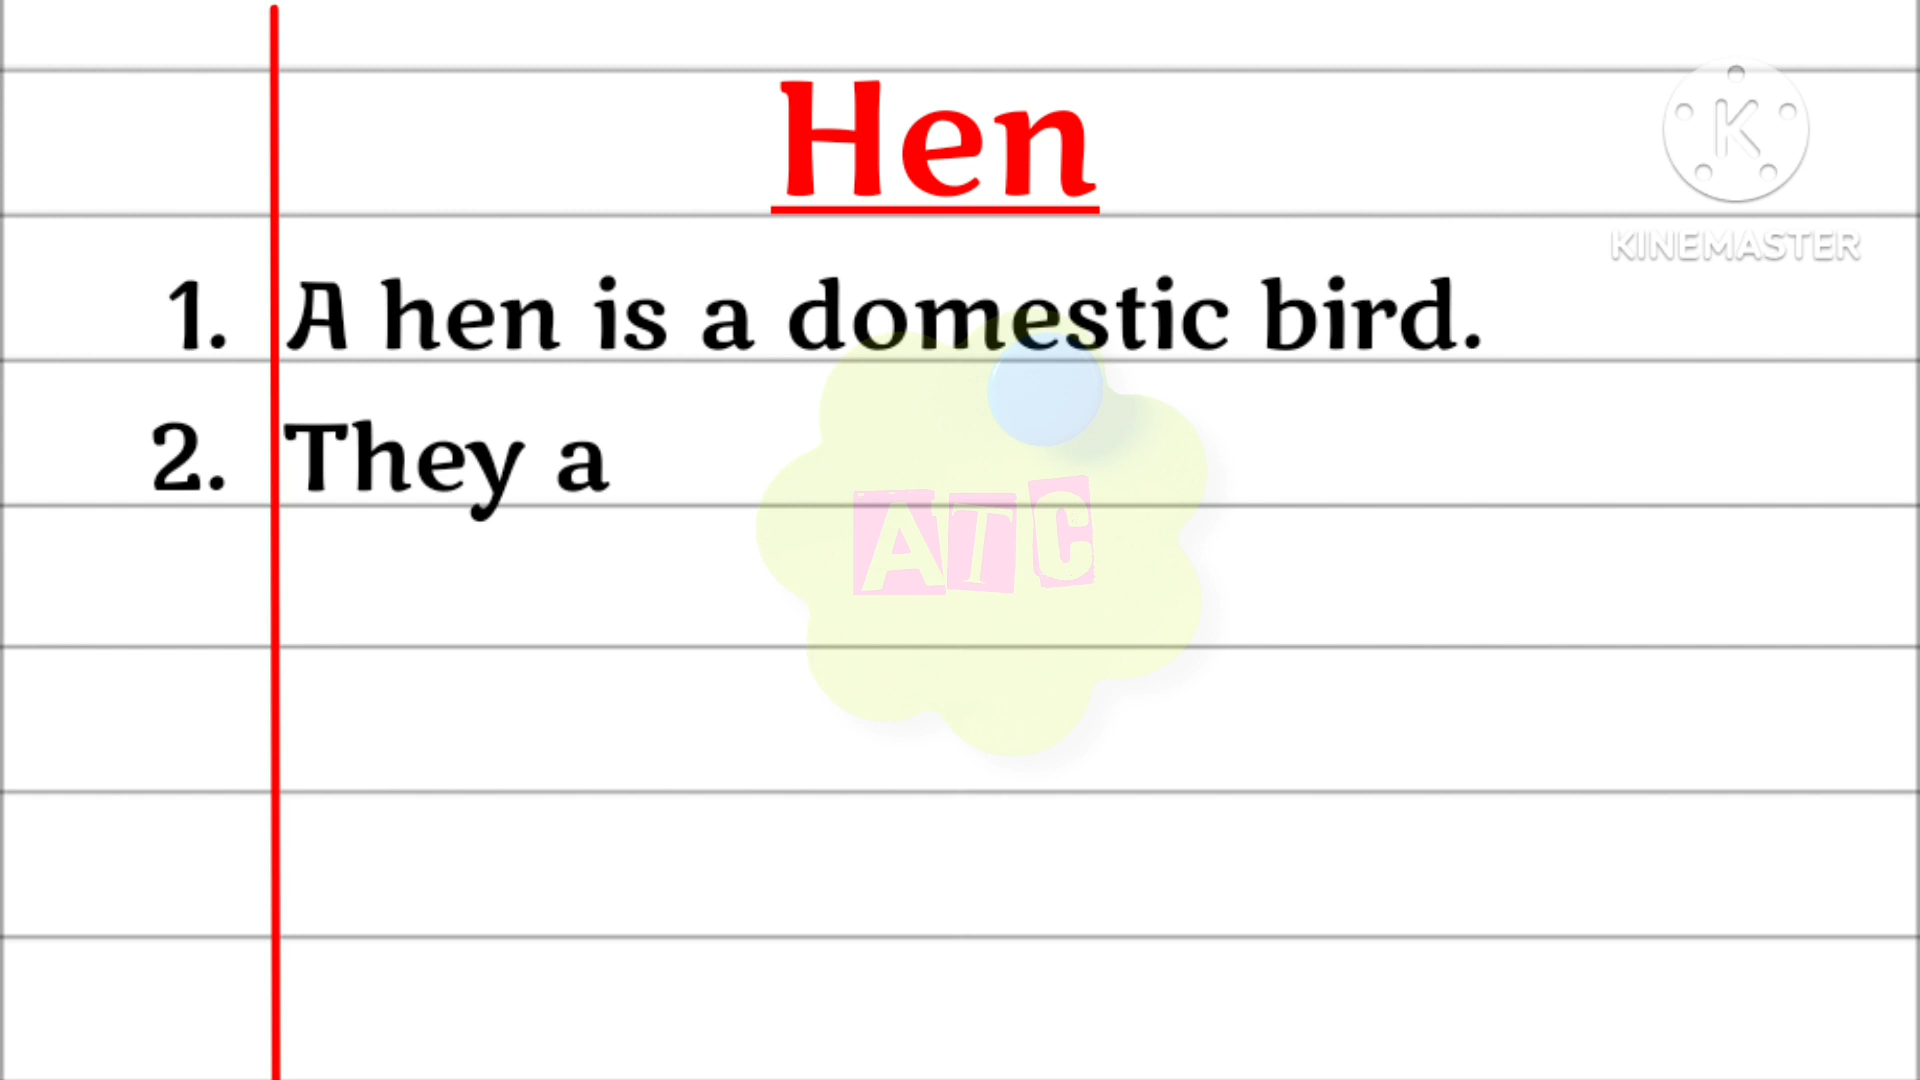 Hen
KINEMASTER
1. A hen is a domestic bird.
2. They a
ATC